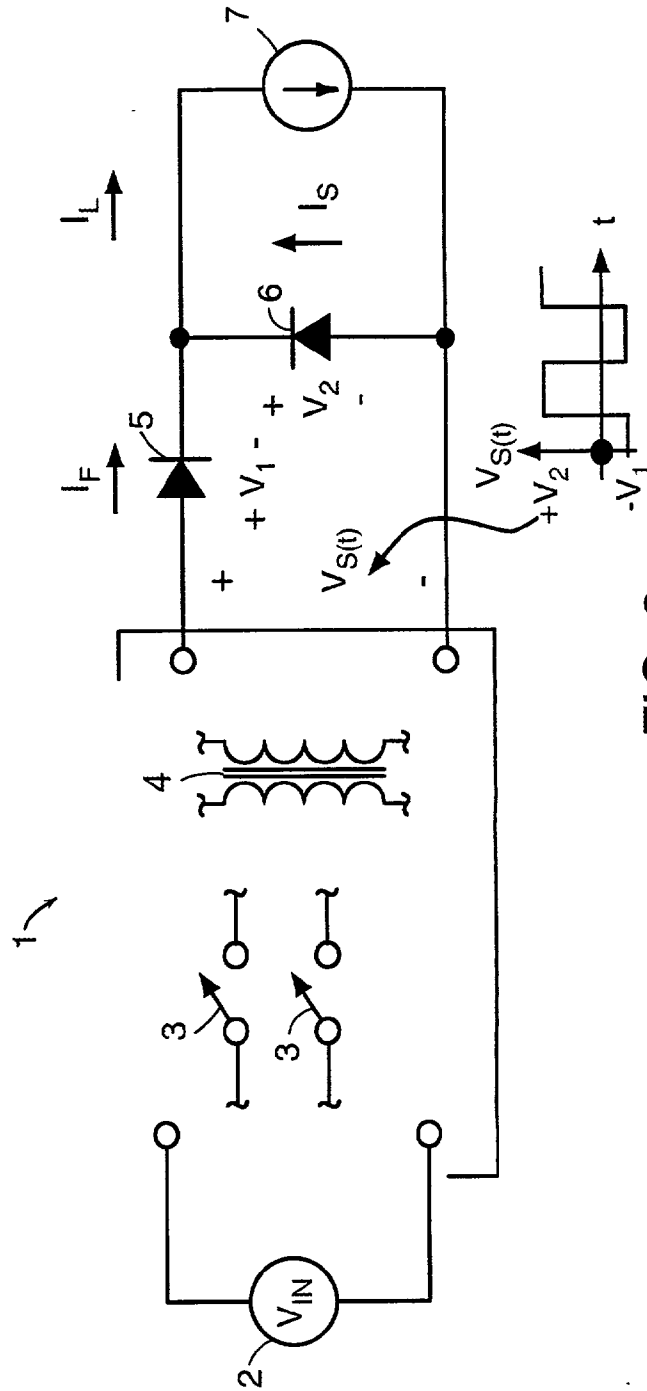 1
2
V_IN
3
3
4
I_F
5
+ V_1 -
+
V_S(t)
-
I_L
6
+
V_2
-
I_S
7
V_S(t)
+V_2
-V_1
t